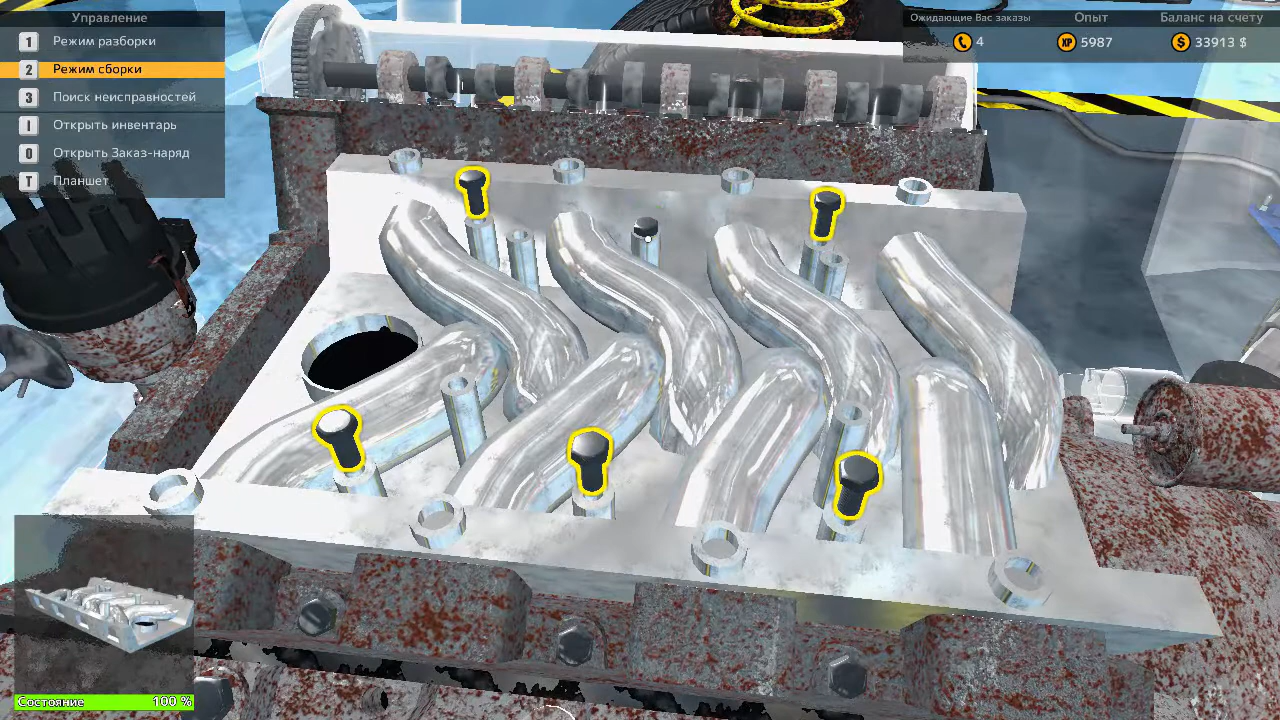 Управление
1 Режим разборки
2 Режим сборки
3 Поиск неисправностей
I Открыть инвентарь
O Открыть Заказ-наряд
T Планшет
Ожидающие Вас заказы Опыт Баланс на счету
4 XP 5987 $ 33913 $
Состояние 100 %